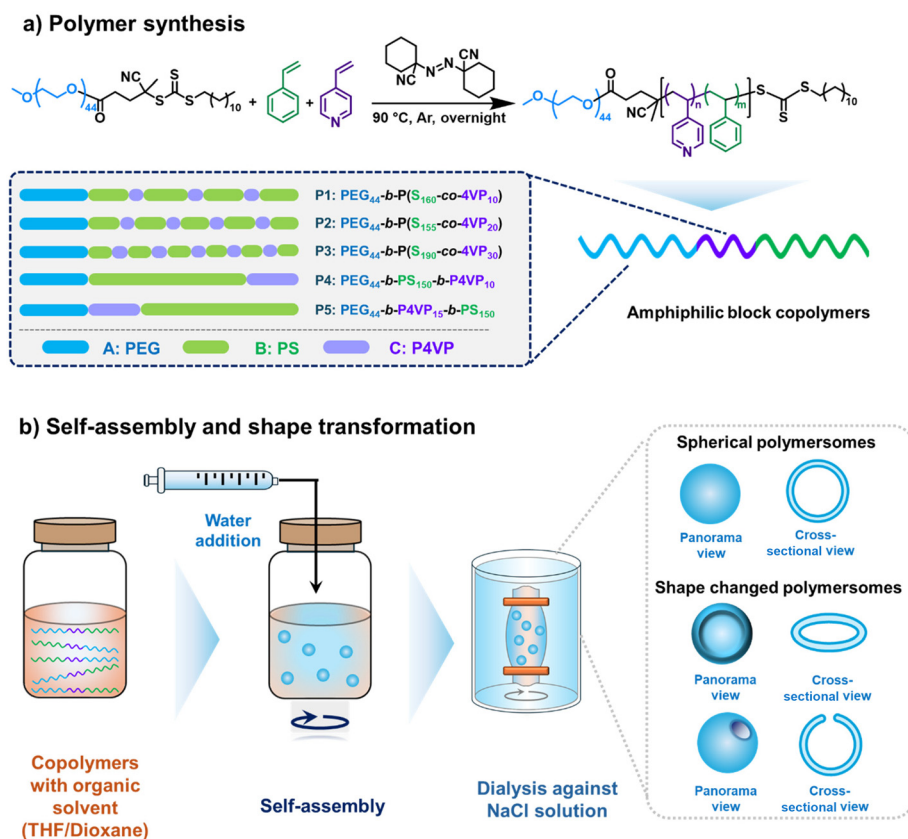 a) Polymer synthesis
O
O
44
O
O
NC
S
S
S
10
+
+
N
CN
N
N
NC
90 °C, Ar, overnight
O
O
44
O
O
NC
n
m
N
S
S
S
10
P1: PEG44-b-P(S160-co-4VP10)
P2: PEG44-b-P(S155-co-4VP20)
P3: PEG44-b-P(S190-co-4VP30)
P4: PEG44-b-PS150-b-P4VP10
P5: PEG44-b-P4VP15-b-PS150
A: PEG B: PS C: P4VP
Amphiphilic block copolymers
b) Self-assembly and shape transformation
Water
addition
Copolymers
with organic
solvent
(THF/Dioxane)
Self-assembly
Dialysis against
NaCl solution
Spherical polymersomes
Panorama
view
Cross-
sectional view
Shape changed polymersomes
Panorama
view
Cross-
sectional view
Panorama
view
Cross-
sectional view